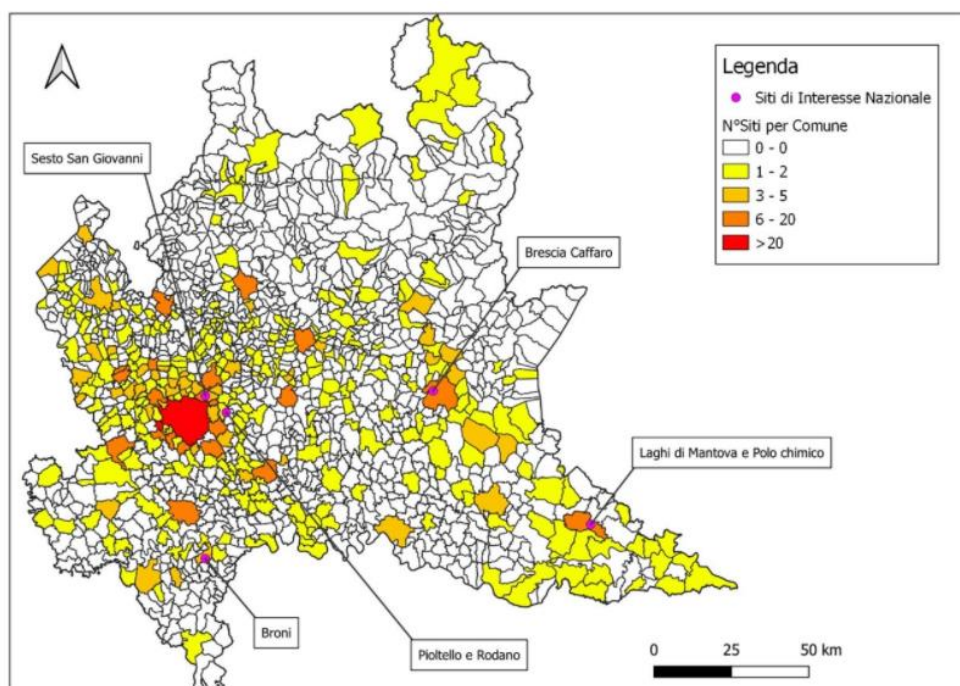 Legenda
Siti di Interesse Nazionale
N°Siti per Comune
0 - 0
1 - 2
3 - 5
6 - 20
>20
Sesto San Giovanni
Brescia Caffaro
Laghi di Mantova e Polo chimico
Broni
Pioltello e Rodano
0 25 50 km